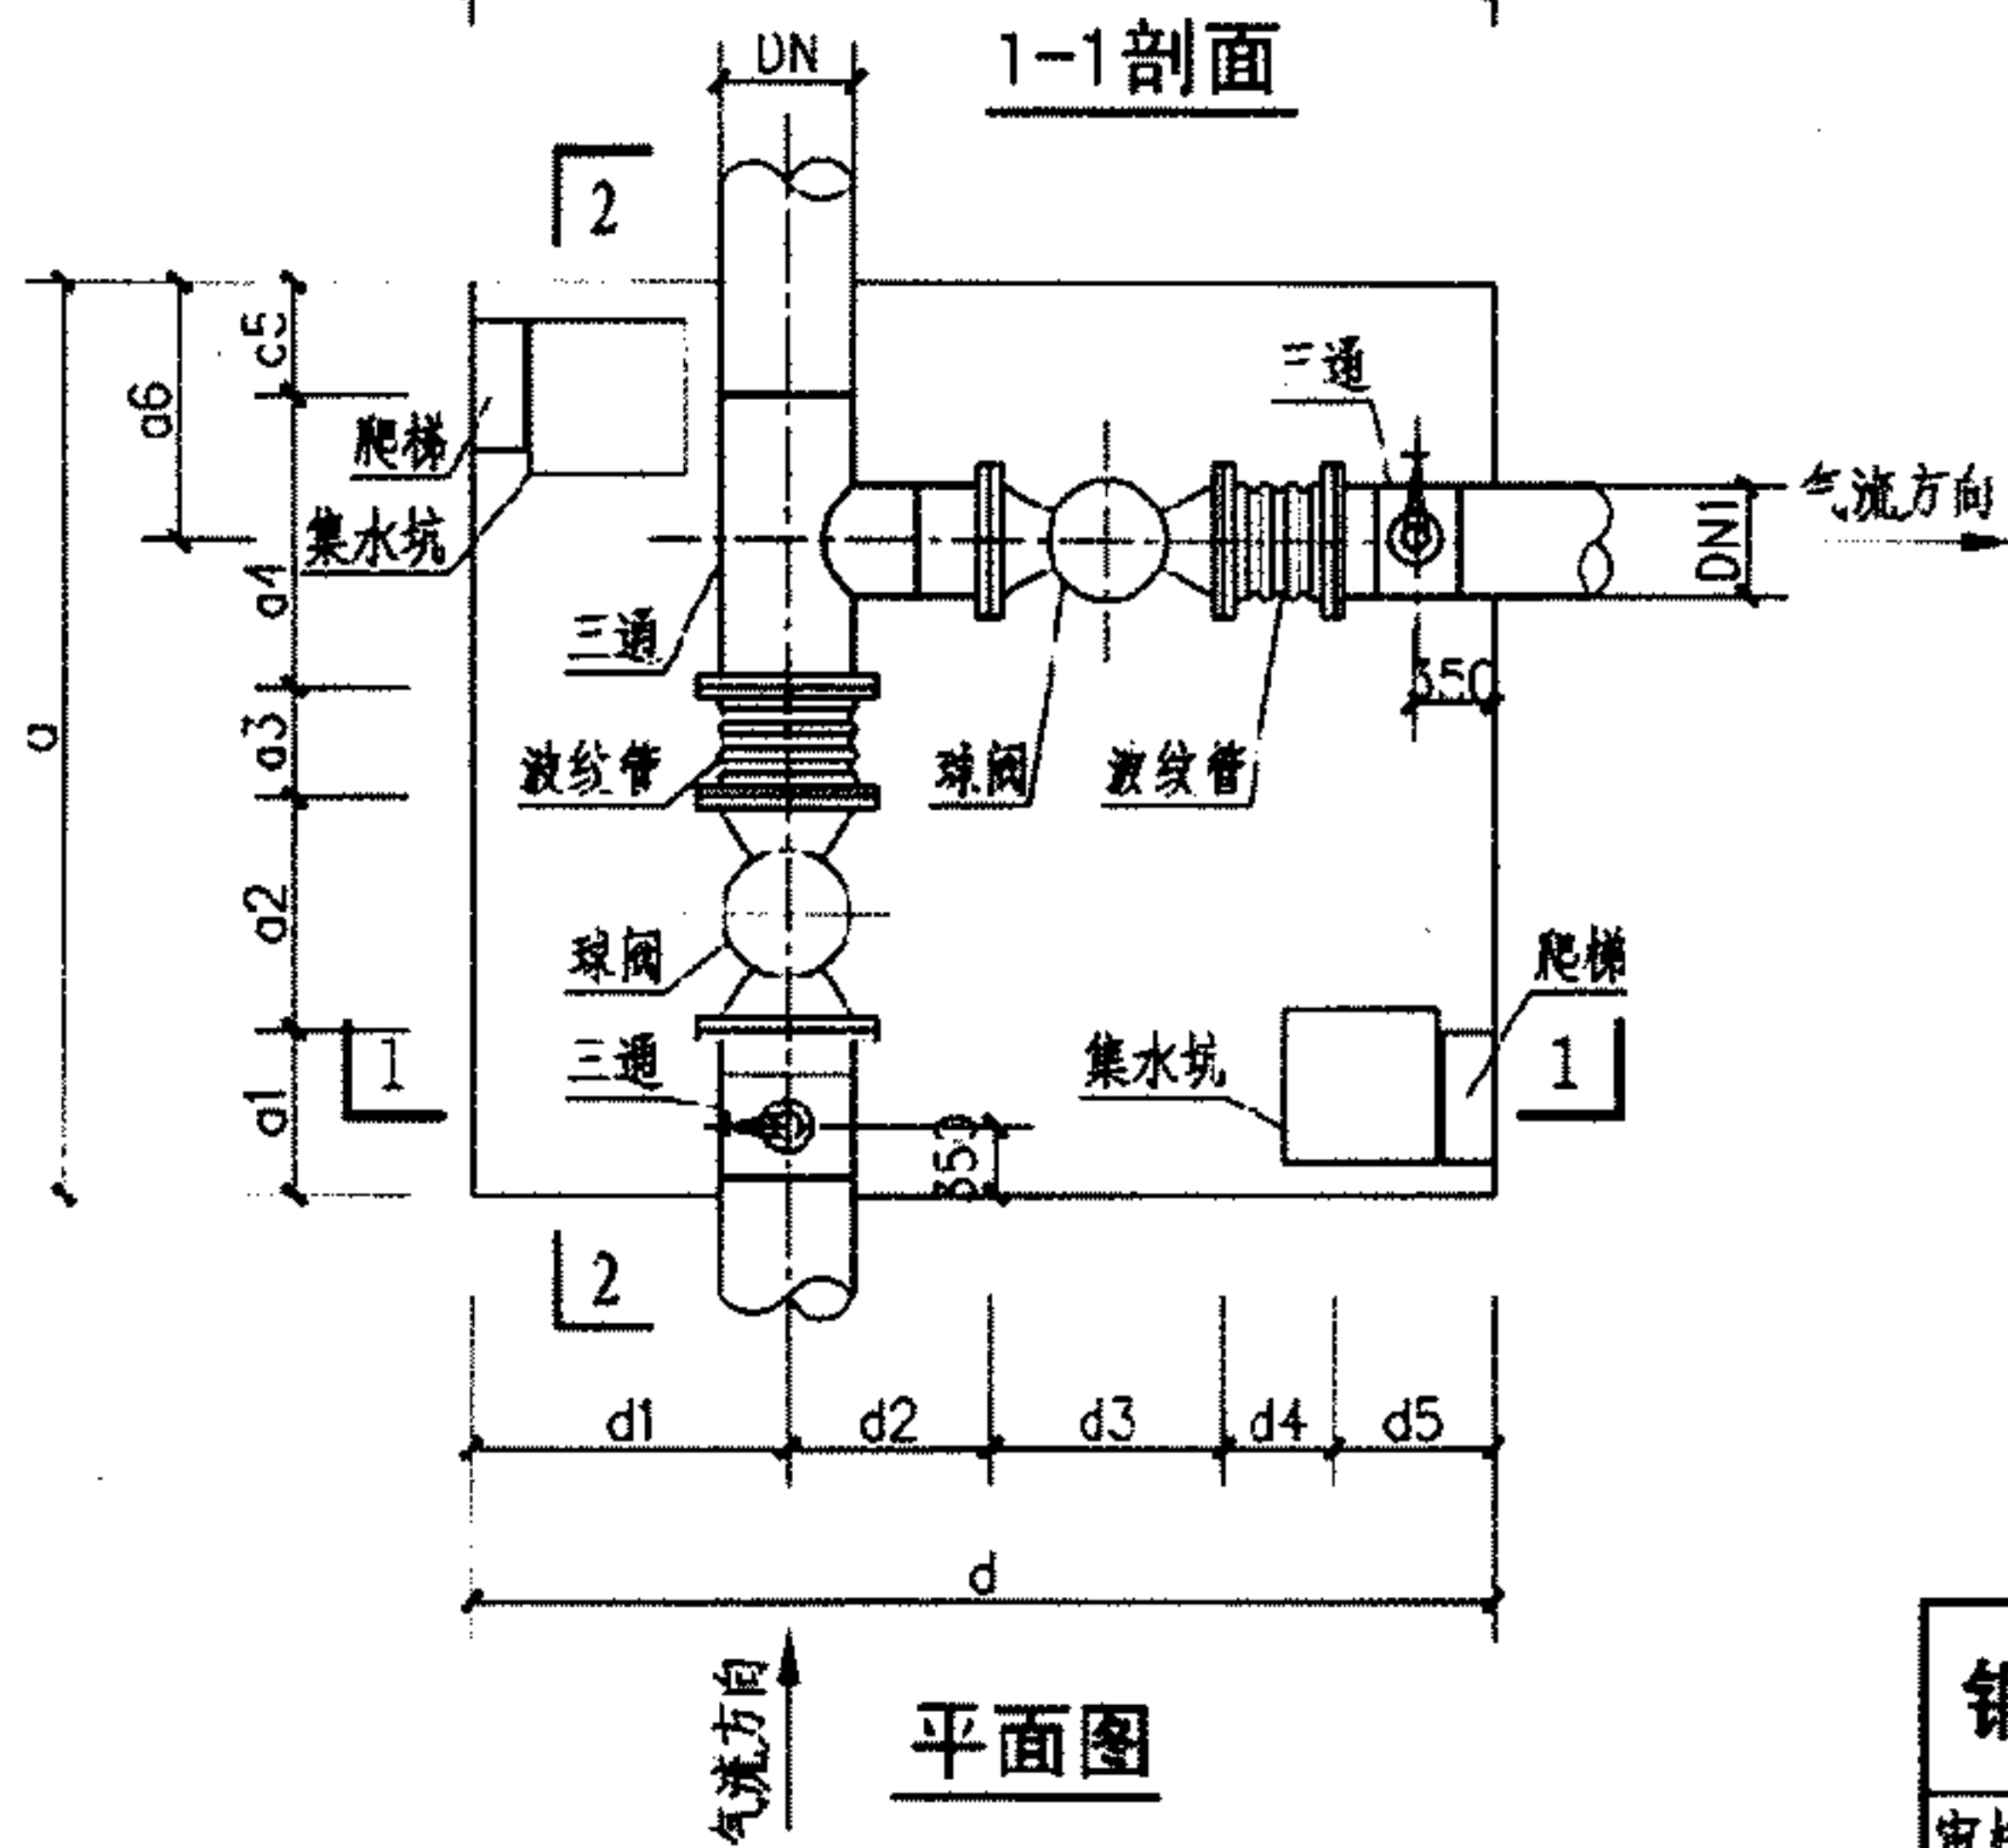 DN
1-1剖面
2
c5
三通
a6
爬梯
气流方向
DN1
集水坑
a4
三通
350
a
a3
波纹管
球阀
波纹管
a2
球阀
爬梯
1
三通
集水坑
1
a1
350
2
d1
d2
d3
d4
d5
d
气流方向
平面图